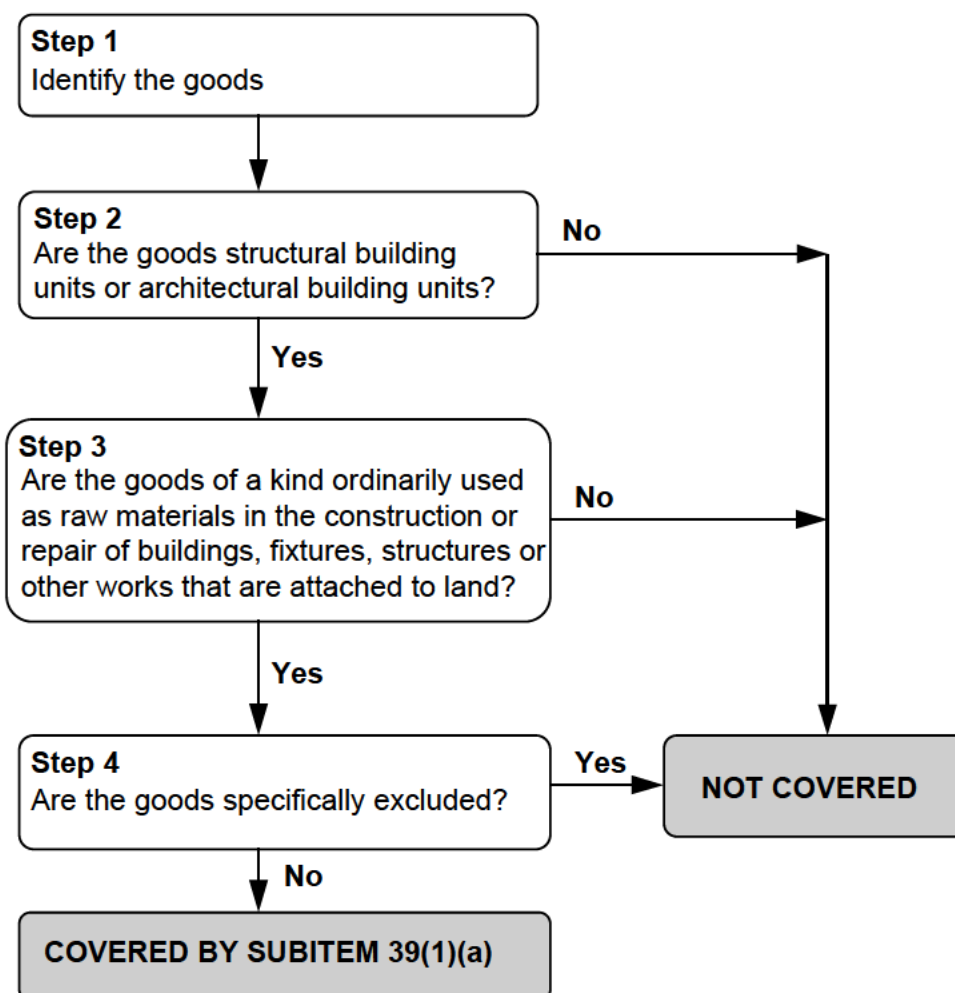 Step 1
Identify the goods
Step 2
Are the goods structural building
units or architectural building units?
No
Yes
Step 3
Are the goods of a kind ordinarily used
as raw materials in the construction or
repair of buildings, fixtures, structures or
other works that are attached to land?
No
Yes
Step 4
Are the goods specifically excluded?
Yes
NOT COVERED
No
COVERED BY SUBITEM 39(1)(a)